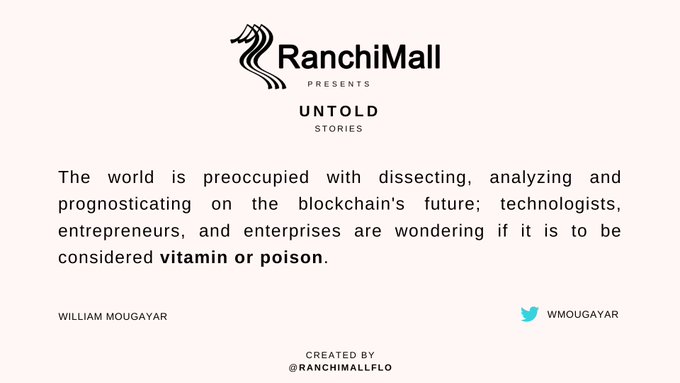 RanchiMall
PRESENTS
UNTOLD
STORIES
The world is preoccupied with dissecting, analyzing and
prognosticating on the blockchain's future; technologists,
entrepreneurs, and enterprises are wondering if it is to be
considered vitamin or poison.
WILLIAM MOUGAYAR
WMOUGAYAR
CREATED BY
@RANCHIMALLFLO